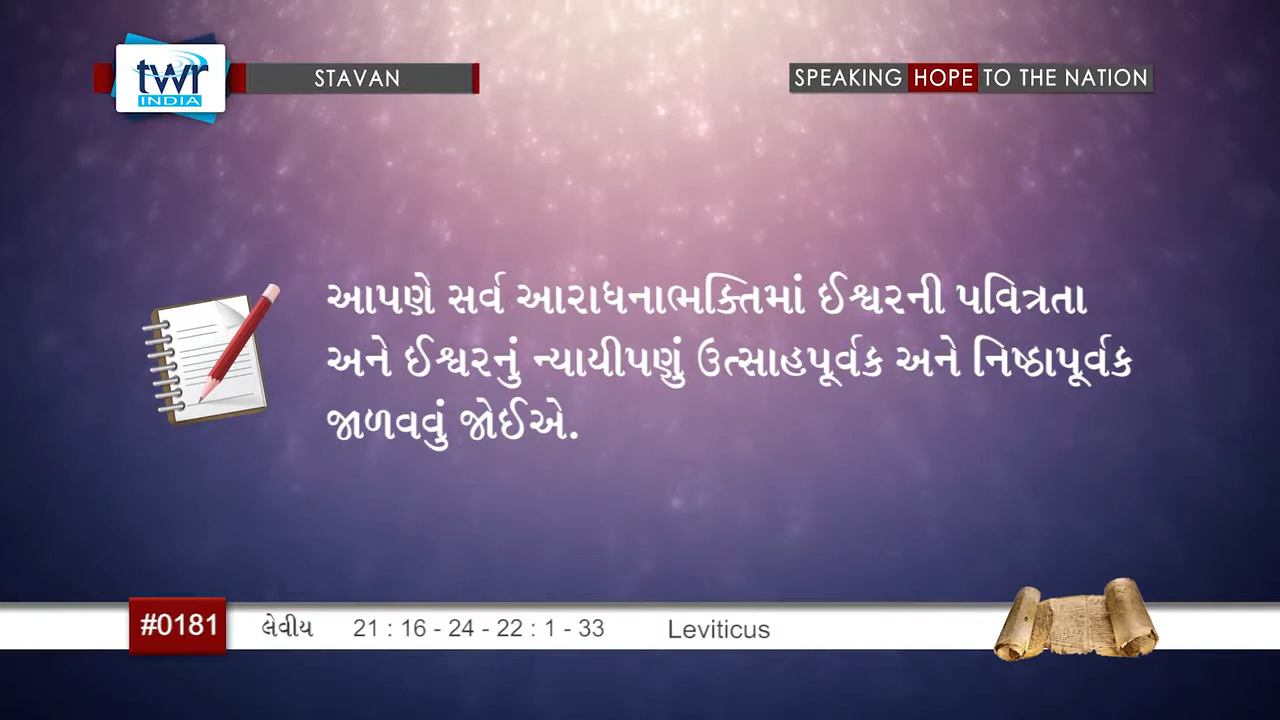 twr
INDIA
STAVAN
SPEAKING HOPE TO THE NATION
આપણે સર્વ આરાધનાભક્તિમાં ઈશ્વરની પવિત્રતા
અને ઈશ્વરનું ન્યાયીપણું ઉત્સાહપૂર્વક અને નિષ્ઠાપૂર્વક
જાળવવું જોઈએ.
#0181 લેવીય 21 : 16 - 24 - 22 : 1 - 33 Leviticus